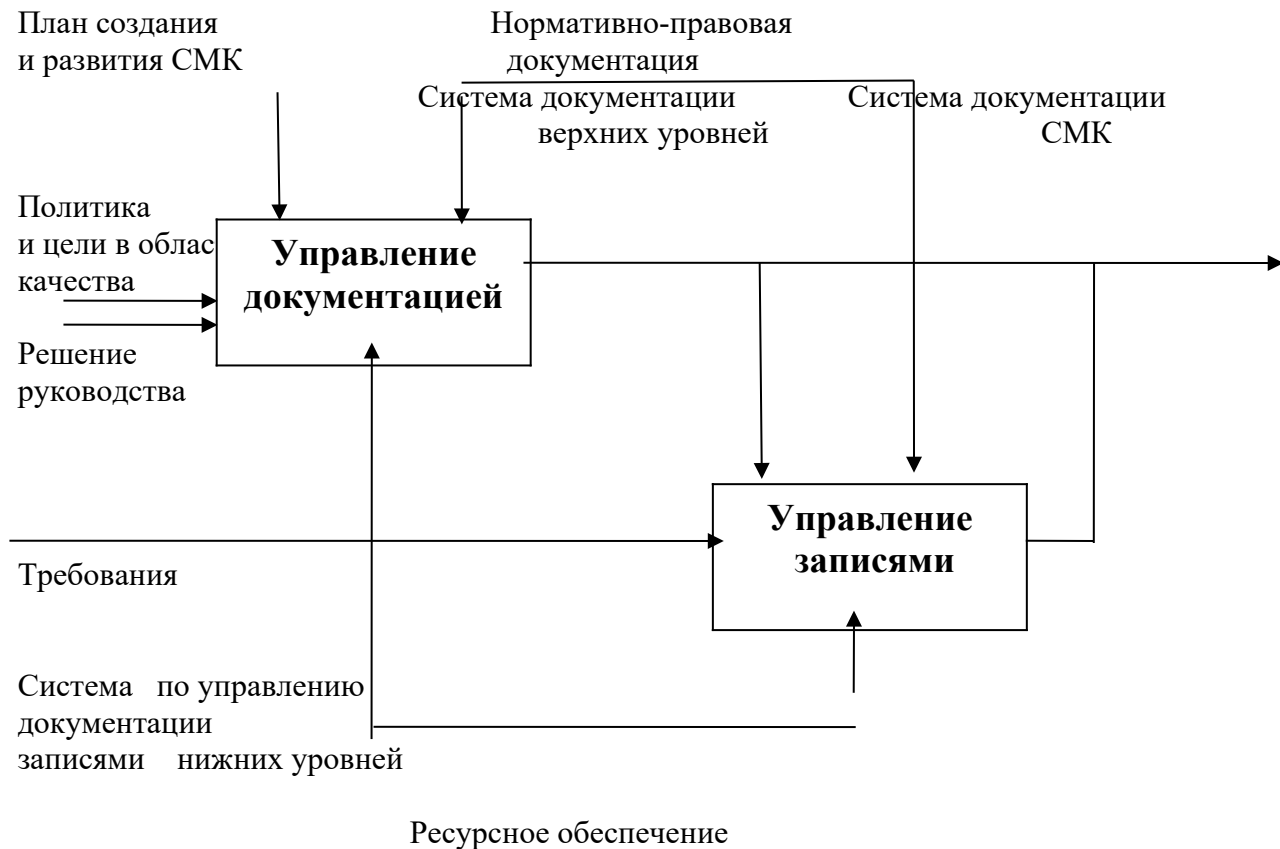 План создания
и развития СМК
Нормативно-правовая
документация
Система документации
верхних уровней
Система документации
СМК
Политика
и цели в облас
качества
Управление
документацией
Решение
руководства
Управление
записями
Требования
Система по управлению
документации
записями нижних уровней
Ресурсное обеспечение